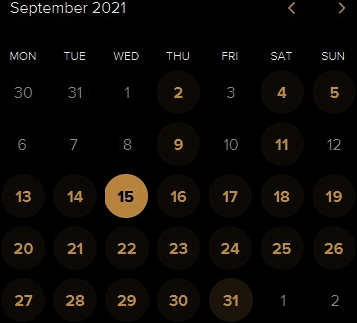 September 2021
MON TUE WED THU FRI SAT SUN
30 31 1 2 3 4 5
6 7 8 9 10 11 12
13 14 15 16 17 18 19
20 21 22 23 24 25 26
27 28 29 30 31 1 2